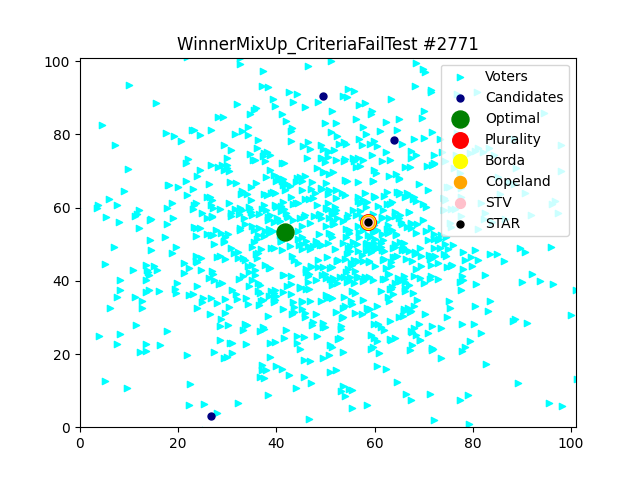 WinnerMixUp_CriteriaFailTest #2771
100
80
60
40
20
0
0 20 40 60 80 100
Voters
Candidates
Optimal
Plurality
Borda
Copeland
STV
STAR